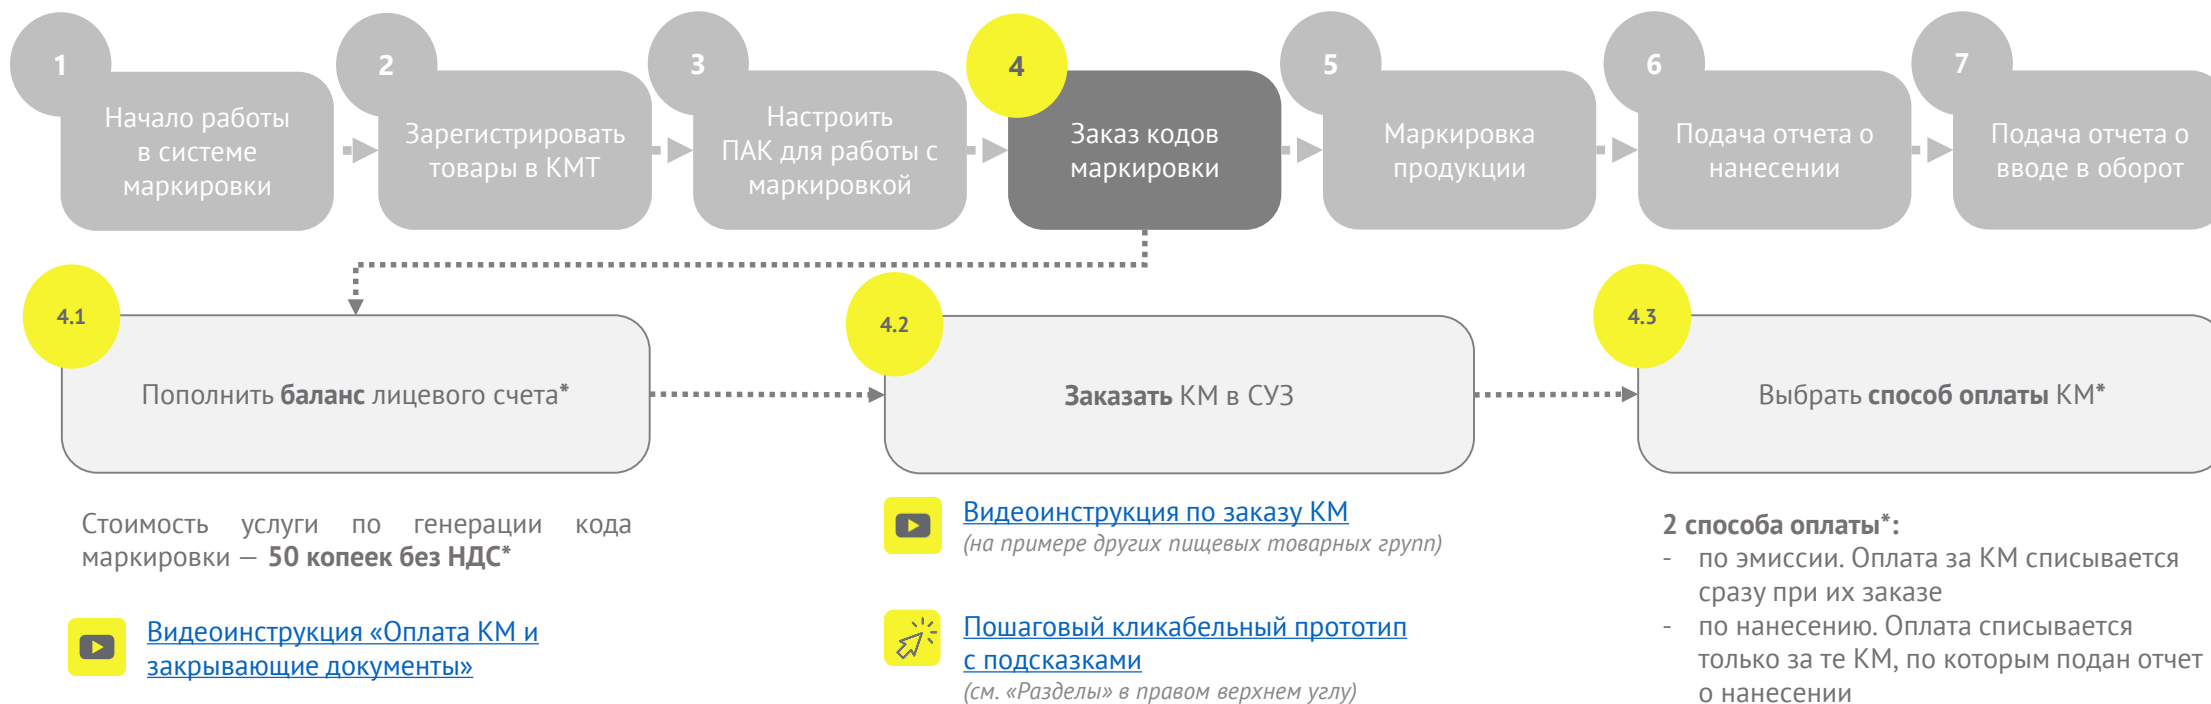 1
Начало работы
в системе
маркировки
2
Зарегистрировать
товары в КМТ
3
Настроить
ПАК для работы с
маркировкой
4
Заказ кодов
маркировки
5
Маркировка
продукции
6
Подача отчета о
нанесении
7
Подача отчета о
вводе в оборот
4.1
Пополнить баланс лицевого счета*
Стоимость услуги по генерации кода
маркировки — 50 копеек без НДС*
Видеоинструкция «Оплата КМ и
закрывающие документы»
4.2
Заказать КМ в СУЗ
Видеоинструкция по заказу КМ
(на примере других пищевых товарных групп)
Пошаговый кликабельный прототип
с подсказками
(см. «Разделы» в правом верхнем углу)
4.3
Выбрать способ оплаты КМ*
2 способа оплаты*:
- по эмиссии. Оплата за КМ списывается
сразу при их заказе
- по нанесению. Оплата списывается
только за те КМ, по которым подан отчет
о нанесении